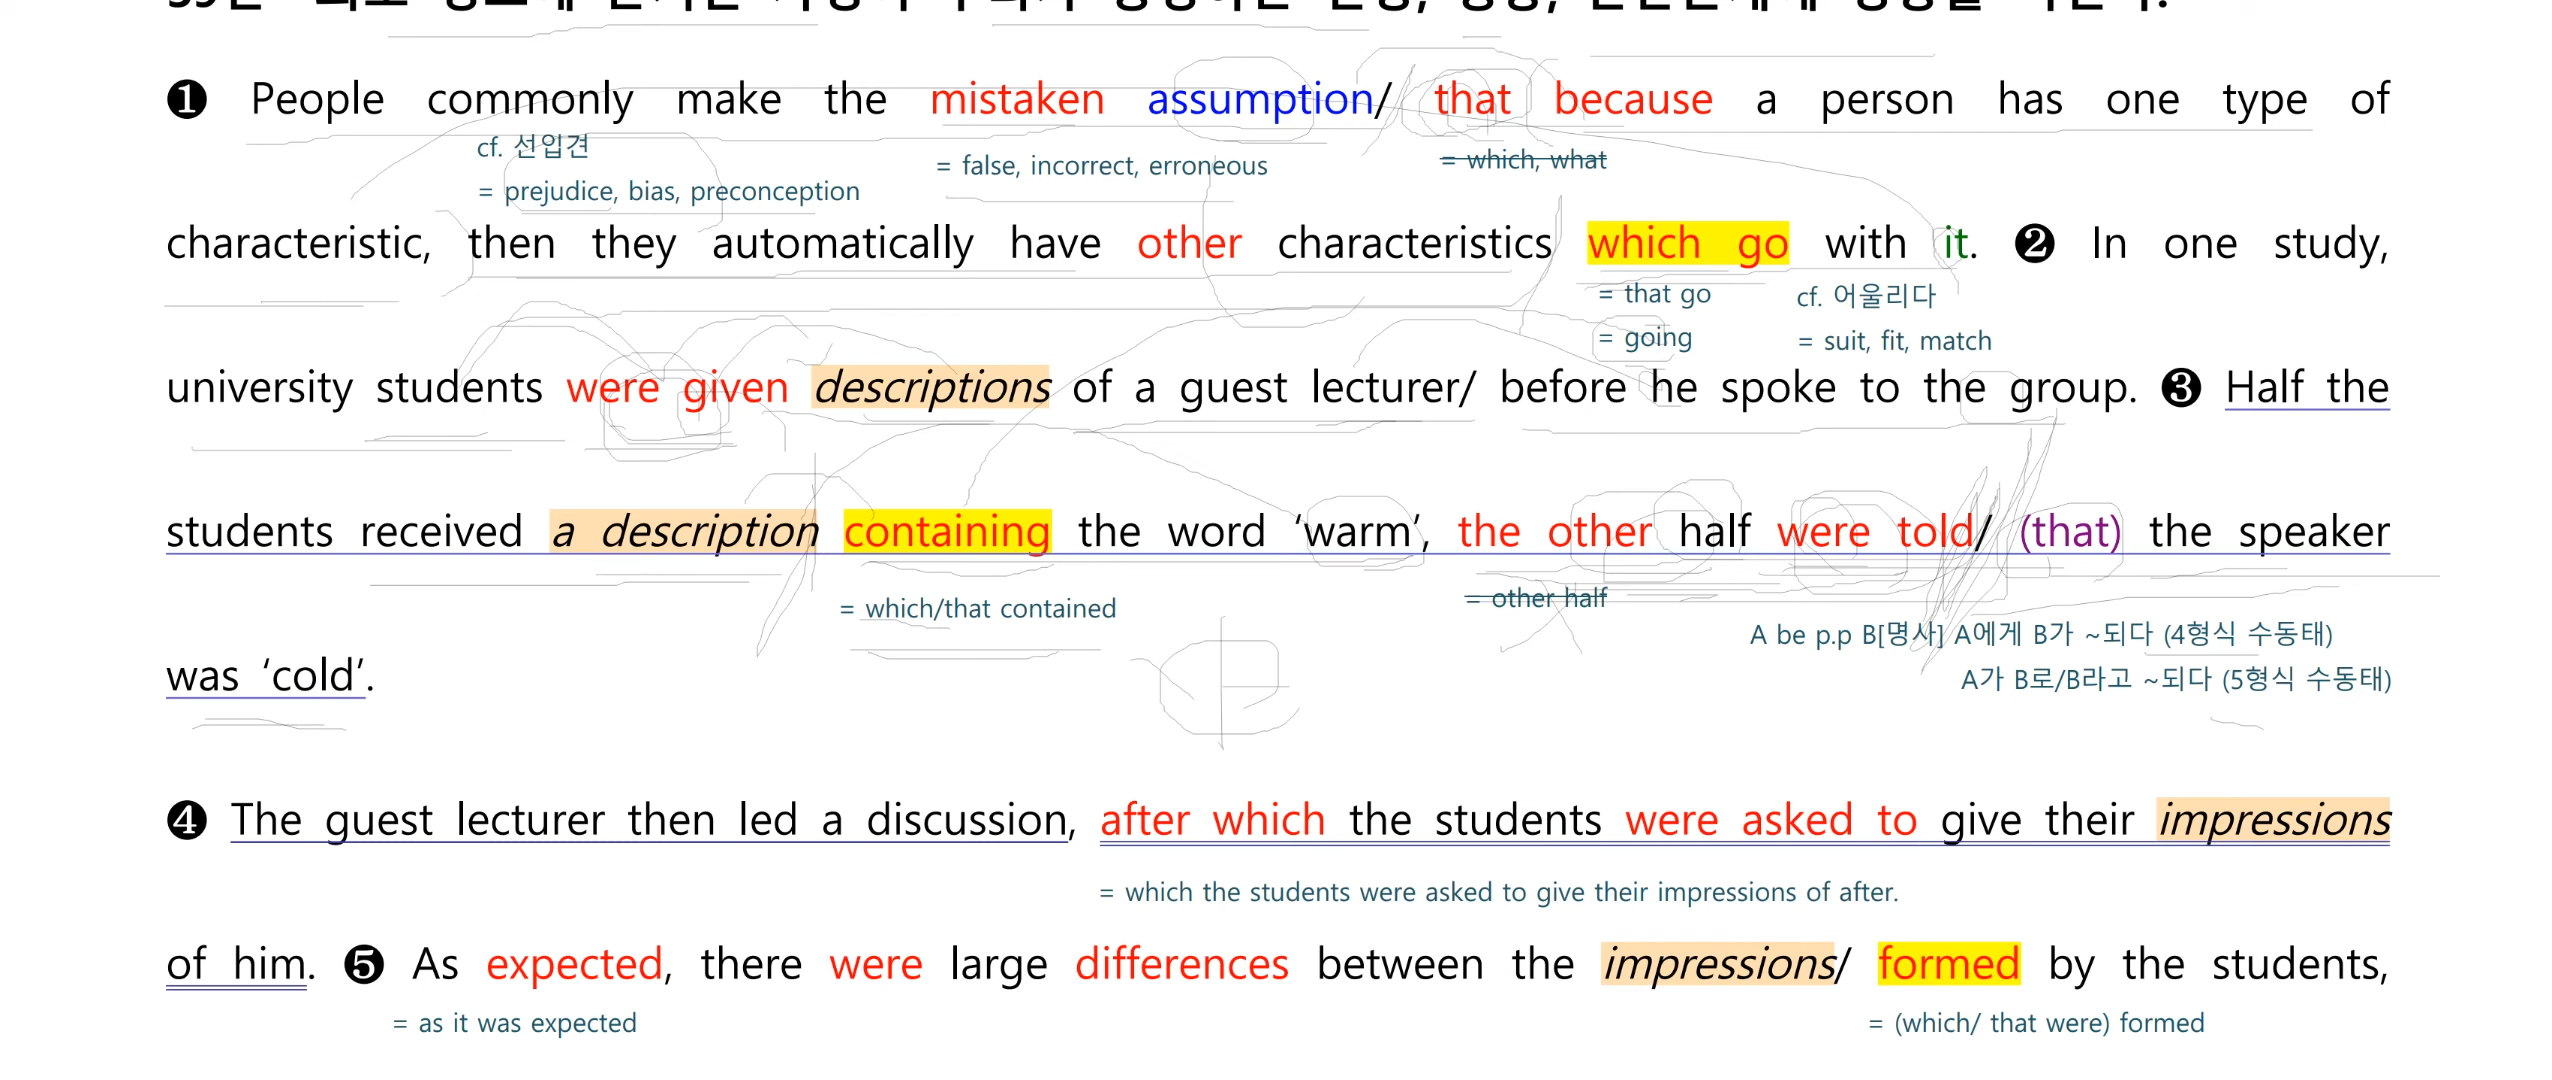 ❶ People commonly make the mistaken assumption/ that because a person has one type of
cf. 선입견
= prejudice, bias, preconception
= false, incorrect, erroneous
= which, what
characteristic, then they automatically have other characteristics which go with it. ❷ In one study,
= that go
= going
cf. 어울리다
= suit, fit, match
university students were given descriptions of a guest lecturer/ before he spoke to the group. ❸ Half the
students received a description containing the word ‘warm’, the other half were told/ (that) the speaker
= which/that contained
= other half
A be p.p B[명사] A에게 B가 ~되다 (4형식 수동태)
A가 B로/B라고 ~되다 (5형식 수동태)
was ‘cold’.
❹ The guest lecturer then led a discussion, after which the students were asked to give their impressions
= which the students were asked to give their impressions of after.
of him. ❺ As expected, there were large differences between the impressions/ formed by the students,
= as it was expected
= (which/ that were) formed